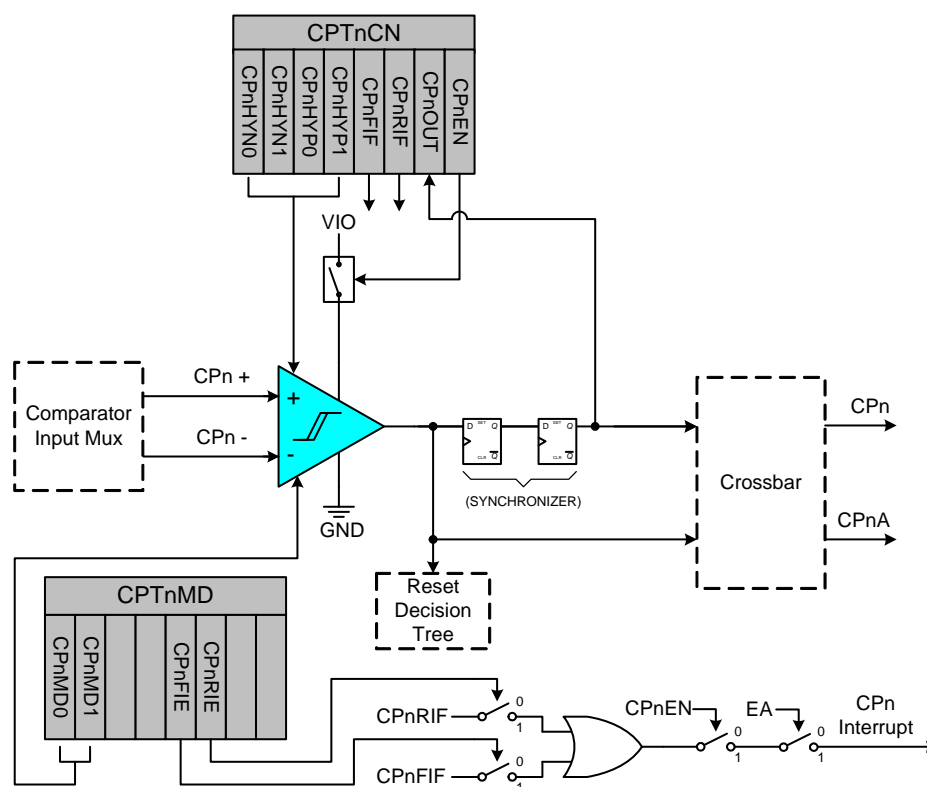 CPTnCN
CPnHYN0
CPnHYN1
CPnHYP0
CPnHYP1
CPnFIF
CPnRIF
CPnOUT
CPnEN
VIO
Comparator
Input Mux
CPn +
CPn -
+
-
GND
D SET Q
CLR Q
D SET Q
CLR Q
(SYNCHRONIZER)
Crossbar
CPn
CPnA
Reset
Decision
Tree
CPTnMD
CPnMD0
CPnMD1
CPnFIE
CPnRIE
CPnRIF
0
1
CPnFIF
0
1
CPnEN
0
1
EA
0
1
CPn
Interrupt